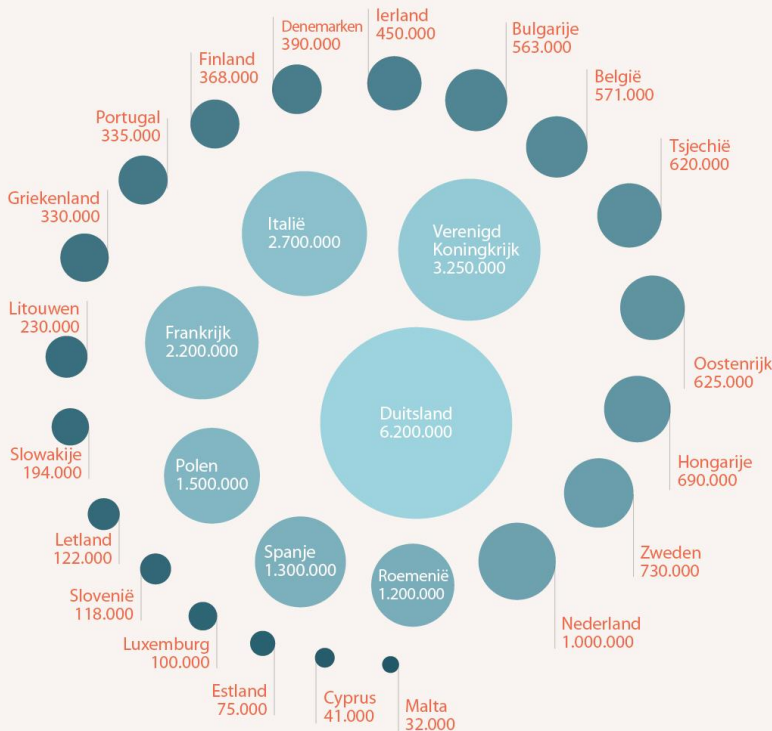 Ierland
450.000
Denemarken
390.000
Bulgarije
563.000
Finland
368.000
België
571.000
Portugal
335.000
Tsjechië
620.000
Griekenland
330.000
Italië
2.700.000
Verenigd
Koningkrijk
3.250.000
Litouwen
230.000
Frankrijk
2.200.000
Oostenrijk
625.000
Duitsland
6.200.000
Slowakije
194.000
Polen
1.500.000
Hongarije
690.000
Letland
122.000
Spanje
1.300.000
Roemenië
1.200.000
Zweden
730.000
Slovenië
118.000
Nederland
1.000.000
Luxemburg
100.000
Estland
75.000
Cyprus
41.000
Malta
32.000